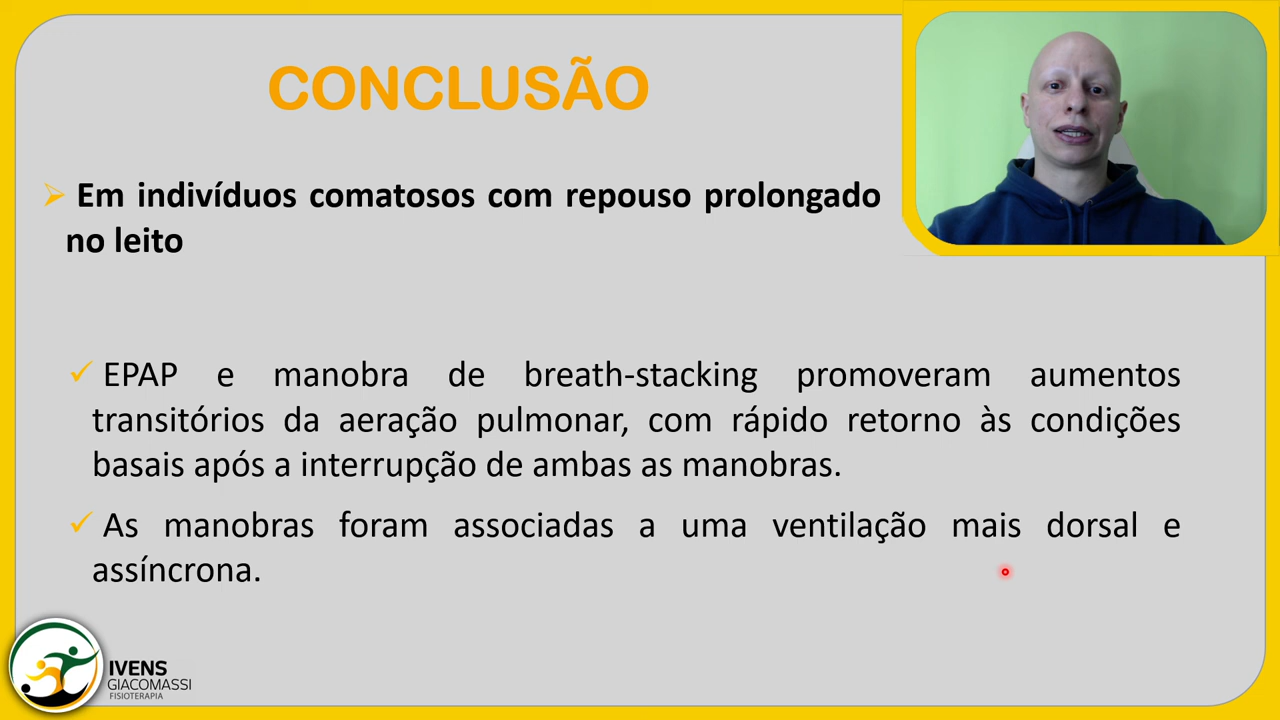 CONCLUSÃO
Em indivíduos comatosos com repouso prolongado
no leito
EPAP e manobra de breath-stacking promoveram aumentos
transitórios da aeração pulmonar, com rápido retorno às condições
basais após a interrupção de ambas as manobras.
As manobras foram associadas a uma ventilação mais dorsal e
assíncrona.
IVENS
GIACOMASSI
FISIOTERAPIA